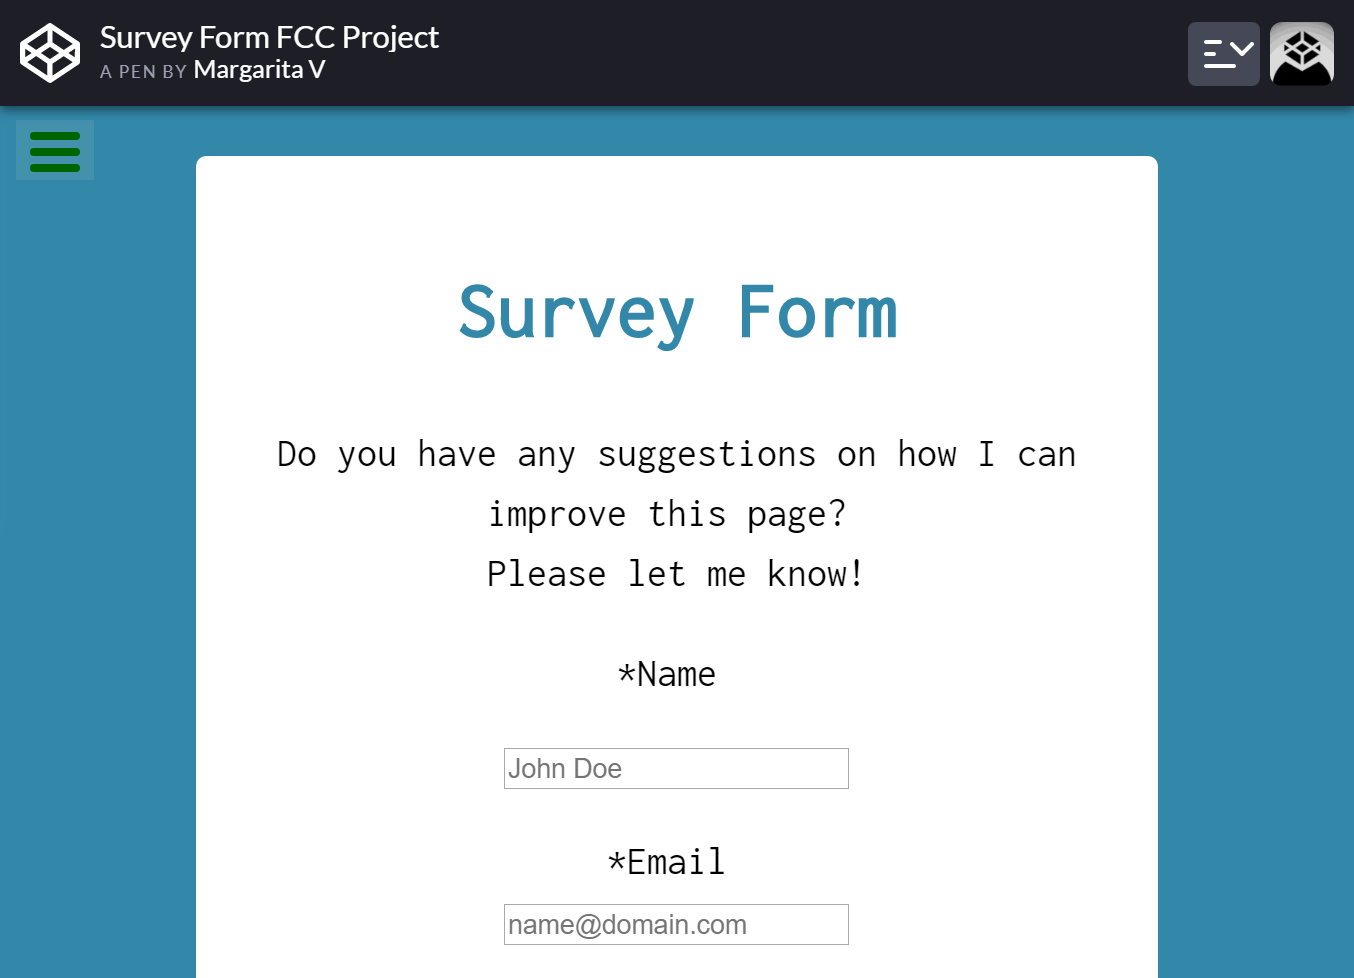 Survey Form FCC Project
A PEN BY Margarita V
Survey Form
Do you have any suggestions on how I can
improve this page?
Please let me know!
*Name
John Doe
*Email
name@domain.com